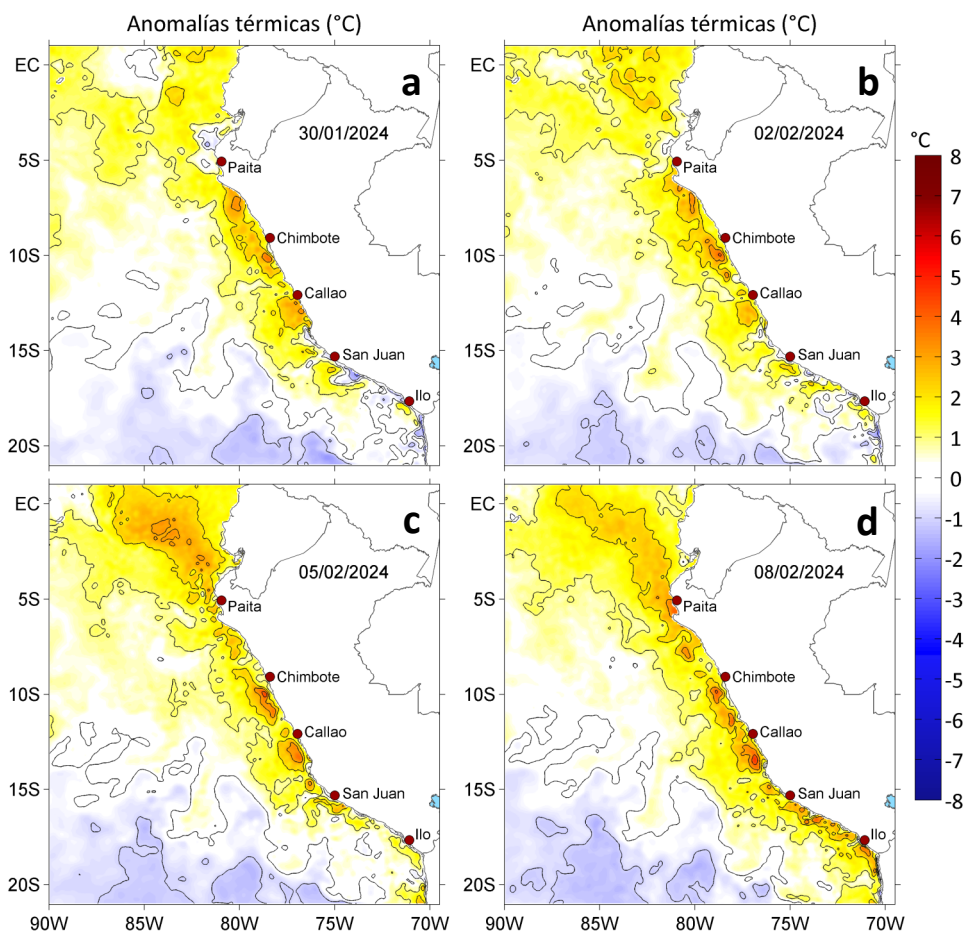 Anomalías térmicas (°C)
Anomalías térmicas (°C)
EC
5S
10S
15S
20S
a
30/01/2024
Paita
Chimbote
Callao
San Juan
Ilo
EC
5S
10S
15S
20S
b
02/02/2024
Paita
Chimbote
Callao
San Juan
Ilo
EC
5S
10S
15S
20S
c
05/02/2024
Paita
Chimbote
Callao
San Juan
Ilo
90W 85W 80W 75W 70W
EC
5S
10S
15S
20S
d
08/02/2024
Paita
Chimbote
Callao
San Juan
Ilo
90W 85W 80W 75W 70W
°C
8
7
6
5
4
3
2
1
0
-1
-2
-3
-4
-5
-6
-7
-8